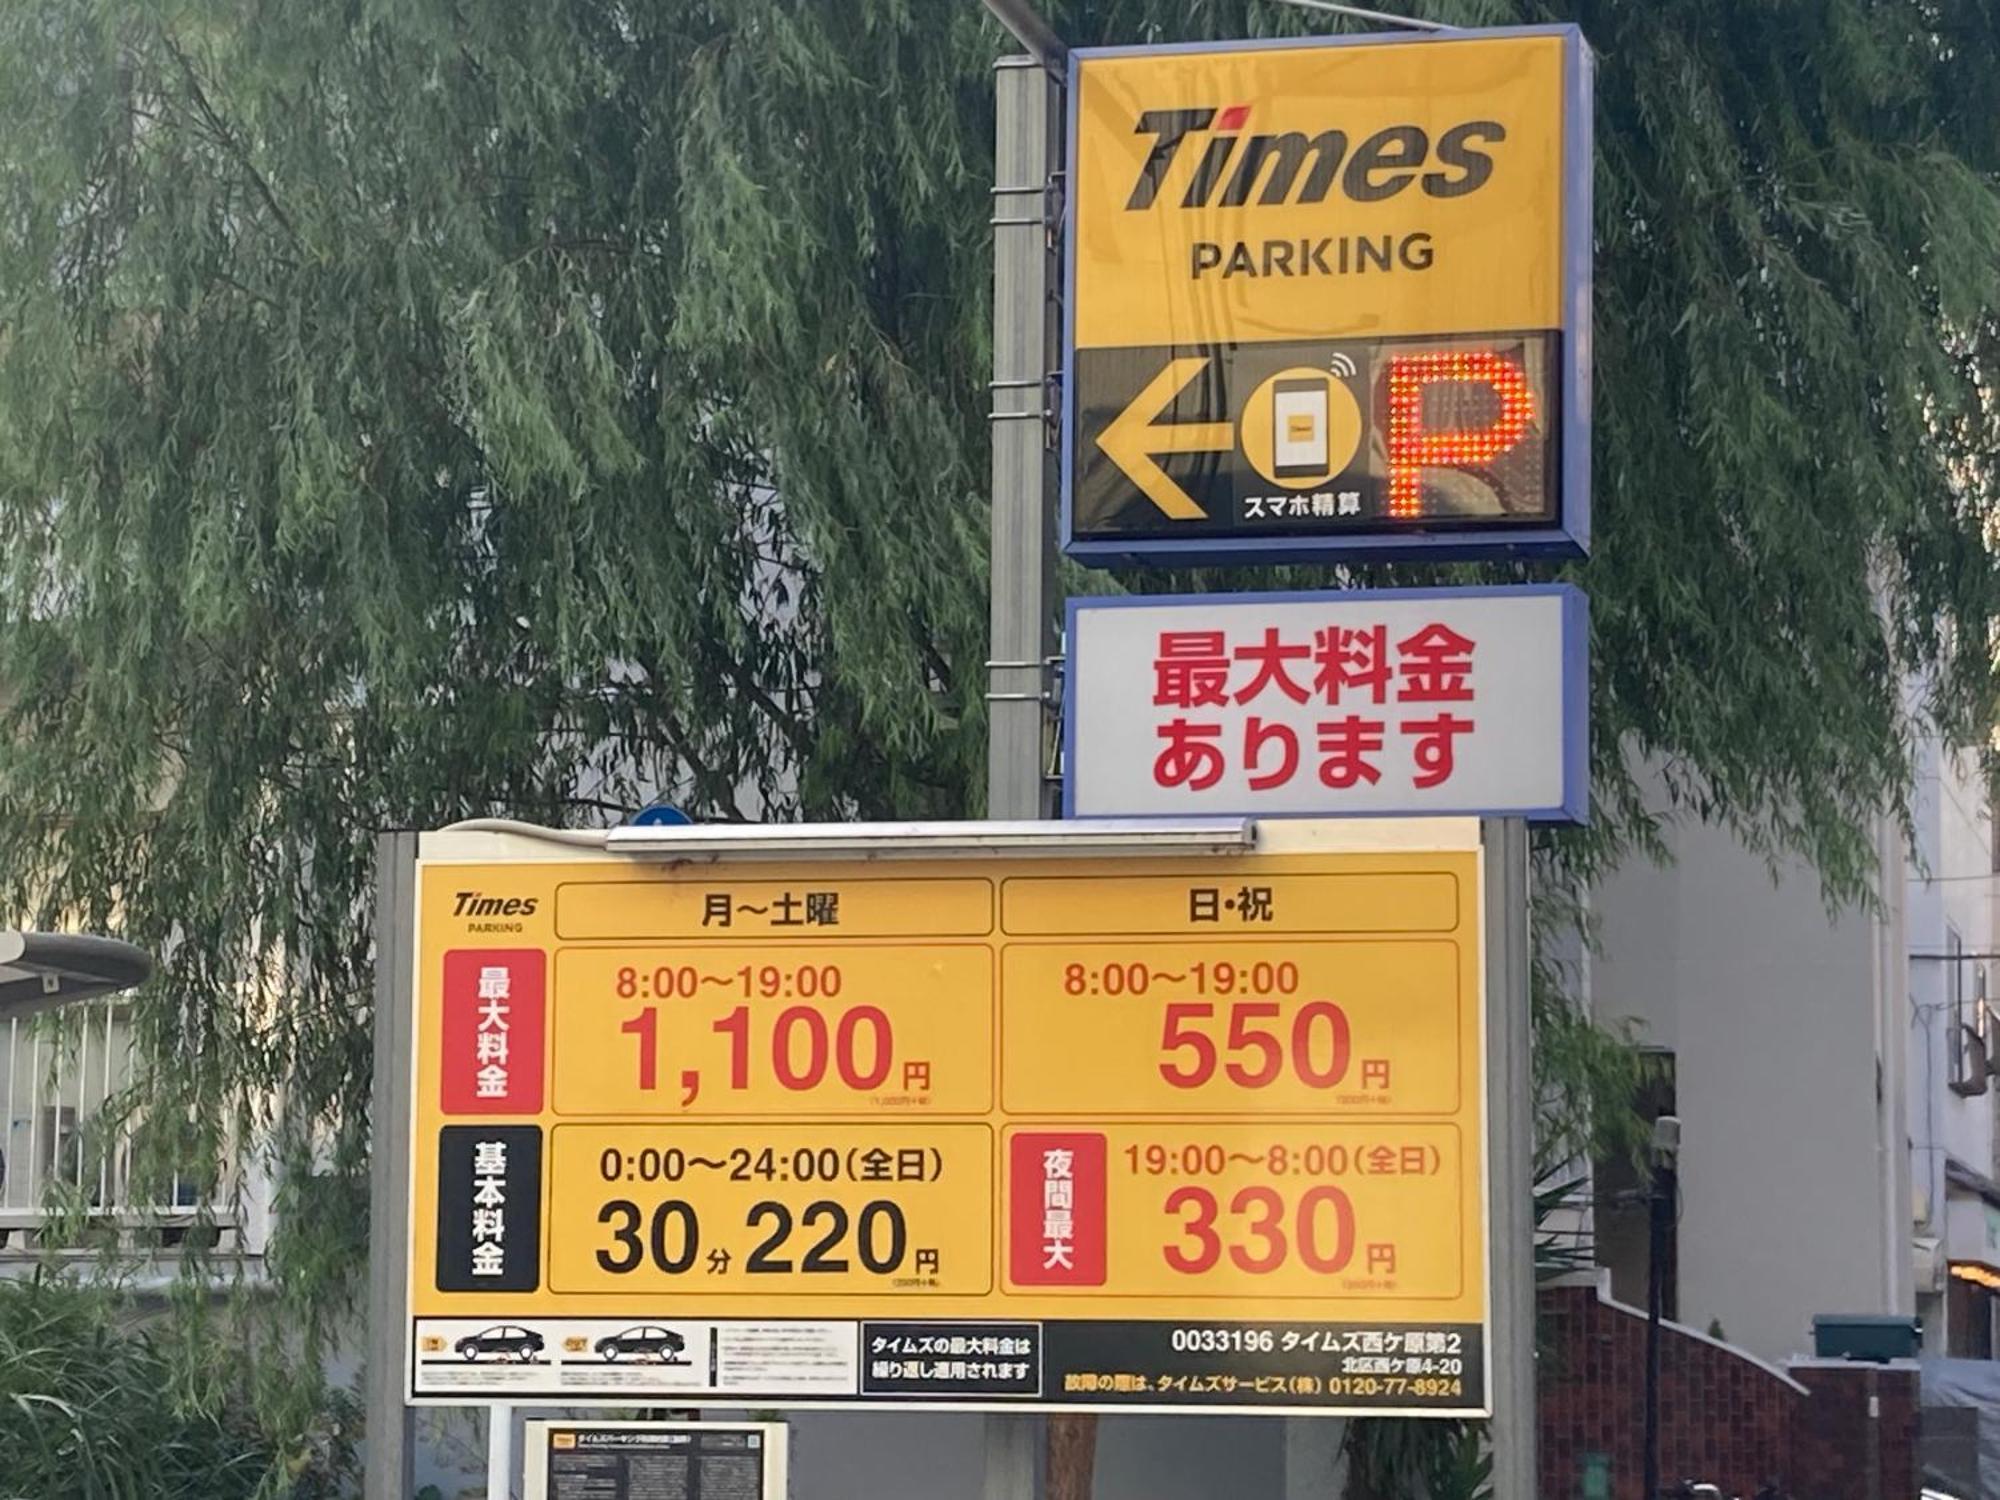 Times
PARKING
スマホ精算
P
最大料金
あります
Times
PARKING
月〜土曜
日・祝
最大料金
8:00〜19:00
1,100円
8:00〜19:00
550円
基本料金
0:00〜24:00(全日)
30分 220円
夜間最大
19:00〜8:00(全日)
330円
タイムズの最大料金は
繰り返し適用されます
0033196 タイムズ西ケ原第2
北区西ケ原4-20
故障の際は、タイムズサービス(株) 0120-77-8924